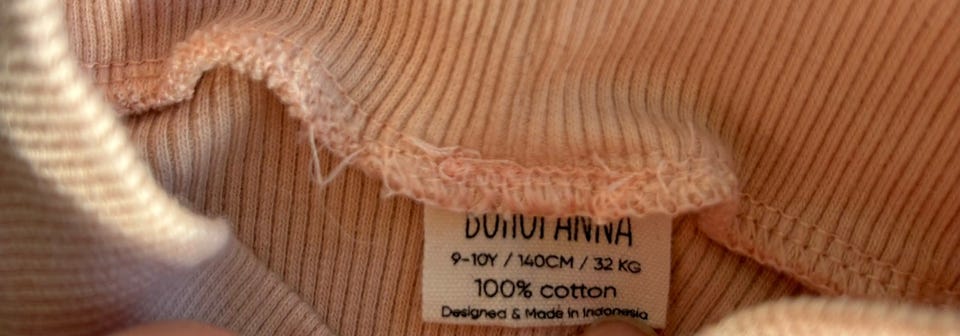 BOHOPANNA
9-10Y / 140CM / 32 KG
100% cotton
Designed & Made in Indonesia